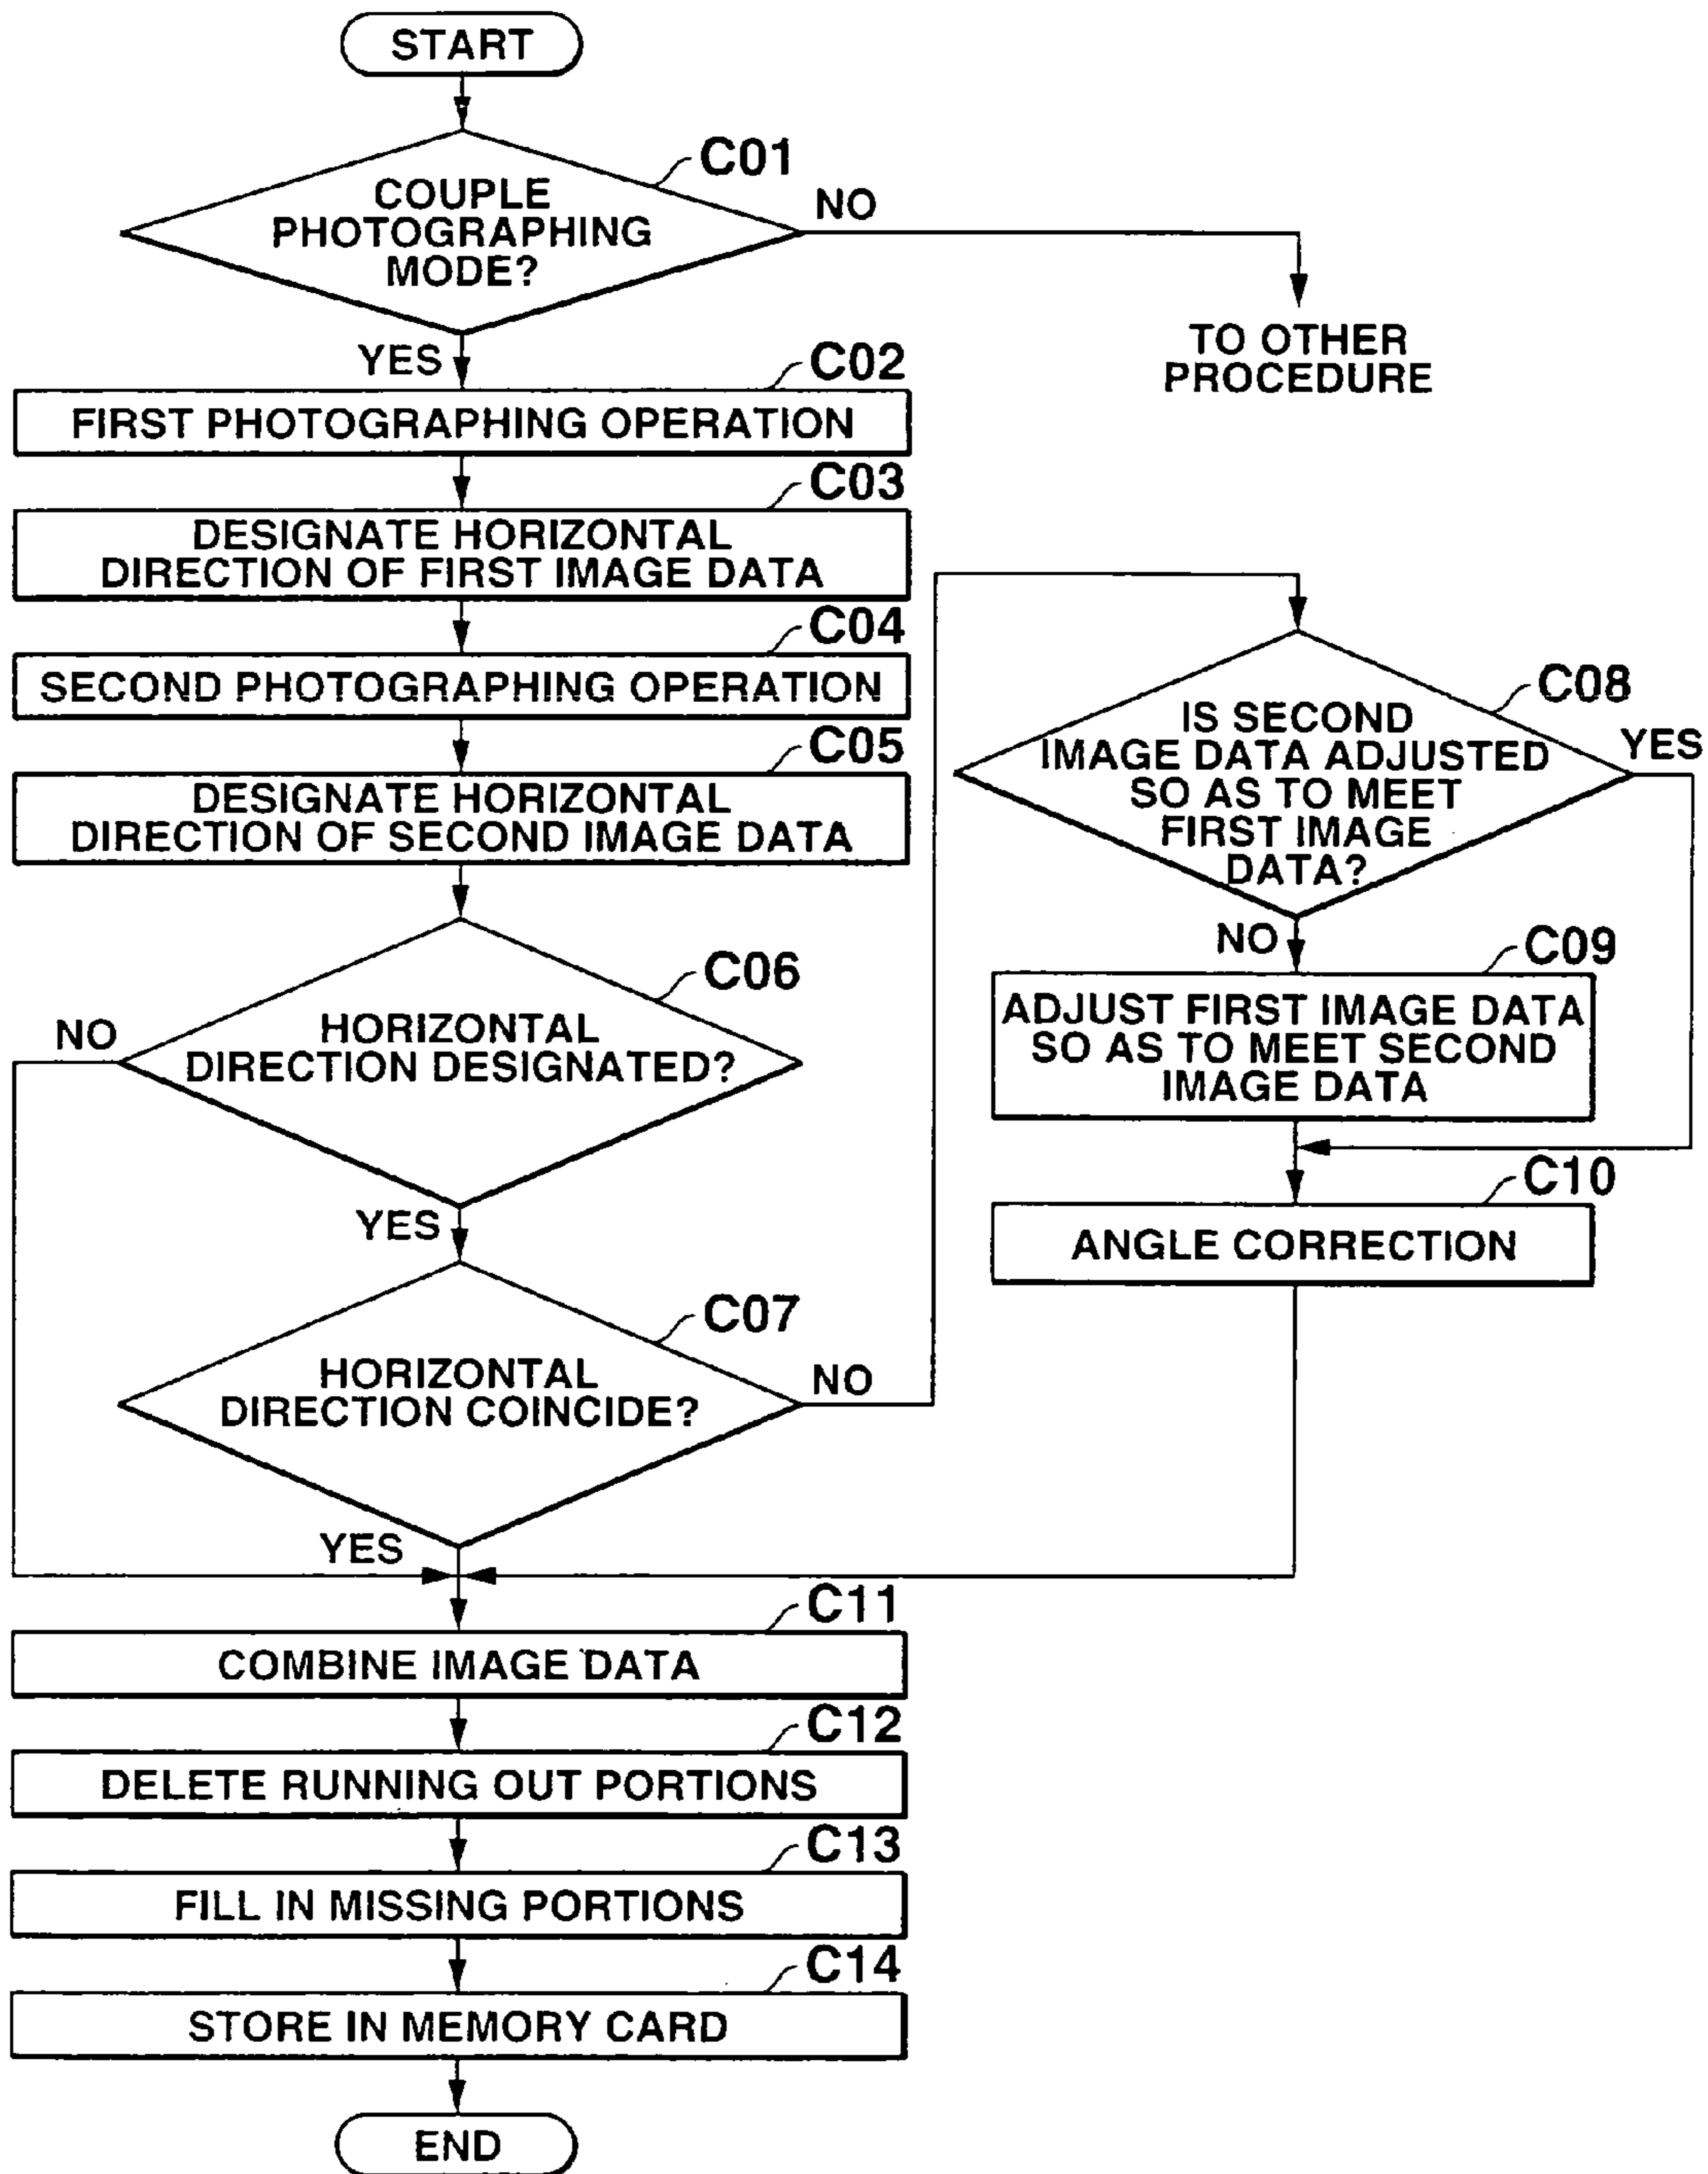 START
C01
COUPLE
PHOTOGRAPHING
MODE?
NO
TO OTHER
PROCEDURE
YES
C02
FIRST PHOTOGRAPHING OPERATION
C03
DESIGNATE HORIZONTAL
DIRECTION OF FIRST IMAGE DATA
C04
SECOND PHOTOGRAPHING OPERATION
C05
DESIGNATE HORIZONTAL
DIRECTION OF SECOND IMAGE DATA
C06
HORIZONTAL
DIRECTION DESIGNATED?
NO
YES
C07
HORIZONTAL
DIRECTION COINCIDE?
NO
YES
C08
IS SECOND
IMAGE DATA ADJUSTED
SO AS TO MEET
FIRST IMAGE
DATA?
YES
NO
C09
ADJUST FIRST IMAGE DATA
SO AS TO MEET SECOND
IMAGE DATA
C10
ANGLE CORRECTION
C11
COMBINE IMAGE DATA
C12
DELETE RUNNING OUT PORTIONS
C13
FILL IN MISSING PORTIONS
C14
STORE IN MEMORY CARD
END